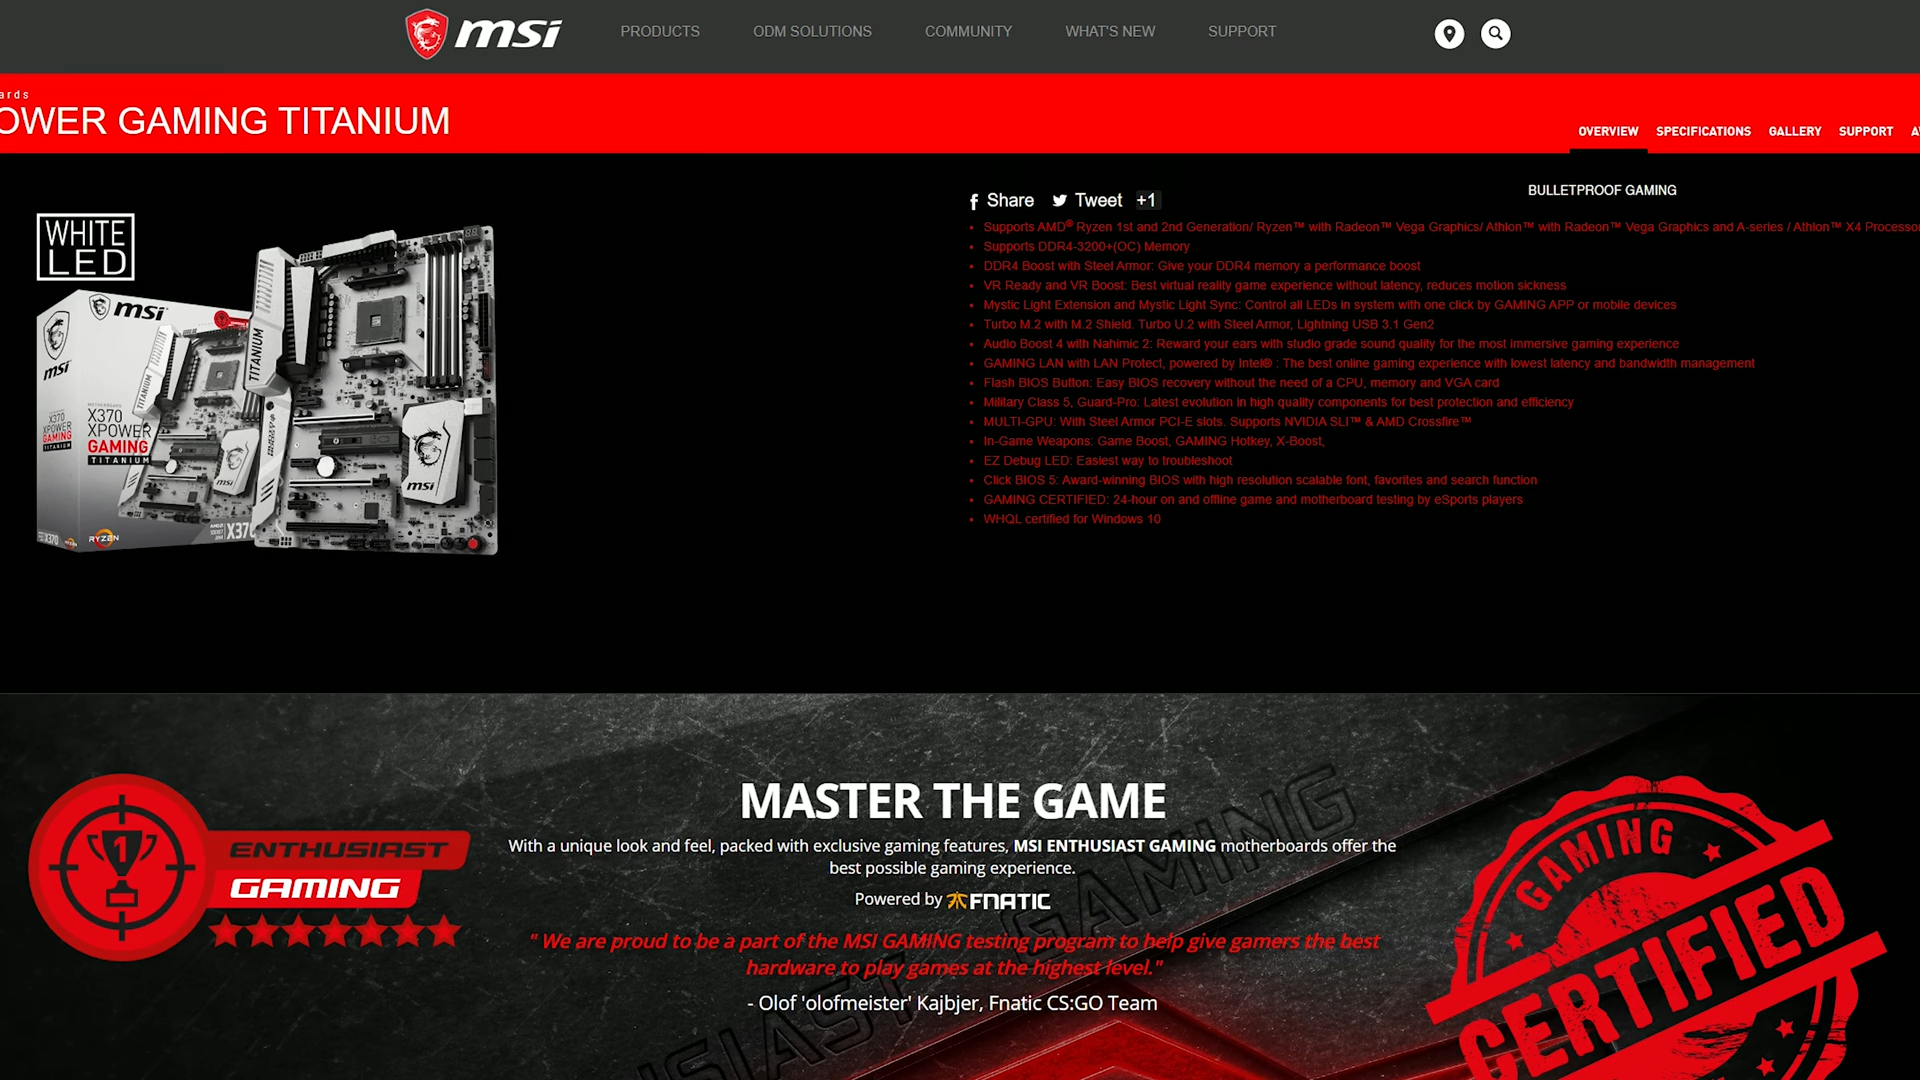 msi PRODUCTS ODM SOLUTIONS COMMUNITY WHAT'S NEW SUPPORT
ards
OWER GAMING TITANIUM
OVERVIEW SPECIFICATIONS GALLERY SUPPORT
WHITE
LED
msi
msi
TITANIUM
TITANIUM
X370
XPOWER
GAMING
TITANIUM
X370
XPOWER
GAMING
TITANIUM
msi
msi
RYZEN
X370
Share Tweet +1
BULLETPROOF GAMING
• Supports AMD® Ryzen 1st and 2nd Generation/ Ryzen™ with Radeon™ Vega Graphics/ Athlon™ with Radeon™ Vega Graphics and A-series / Athlon™ X4 Processo
• Supports DDR4-3200+(OC) Memory
• DDR4 Boost with Steel Armor: Give your DDR4 memory a performance boost
• VR Ready and VR Boost: Best virtual reality game experience without latency, reduces motion sickness
• Mystic Light Extension and Mystic Light Sync: Control all LEDs in system with one click by GAMING APP or mobile devices
• Turbo M.2 with M.2 Shield. Turbo U.2 with Steel Armor, Lightning USB 3.1 Gen2
• Audio Boost 4 with Nahimic 2: Reward your ears with studio grade sound quality for the most immersive gaming experience
• GAMING LAN with LAN Protect, powered by Intel® : The best online gaming experience with lowest latency and bandwidth management
• Flash BIOS Button: Easy BIOS recovery without the need of a CPU, memory and VGA card
• Military Class 5, Guard-Pro: Latest evolution in high quality components for best protection and efficiency
• MULTI-GPU: With Steel Armor PCI-E slots. Supports NVIDIA SLI™ & AMD Crossfire™
• In-Game Weapons: Game Boost, GAMING Hotkey, X-Boost,
• EZ Debug LED: Easiest way to troubleshoot
• Click BIOS 5: Award-winning BIOS with high resolution scalable font, favorites and search function
• GAMING CERTIFIED: 24-hour on and offline game and motherboard testing by eSports players
• WHQL certified for Windows 10
1
ENTHUSIAST
GAMING
MASTER THE GAME
With a unique look and feel, packed with exclusive gaming features, MSI ENTHUSIAST GAMING motherboards offer the
best possible gaming experience.
Powered by FNATIC
" We are proud to be a part of the MSI GAMING testing program to help give gamers the best
hardware to play games at the highest level."
- Olof 'olofmeister' Kajbjer, Fnatic CS:GO Team
USIAST GAMING
GAMING
CERTIFIED